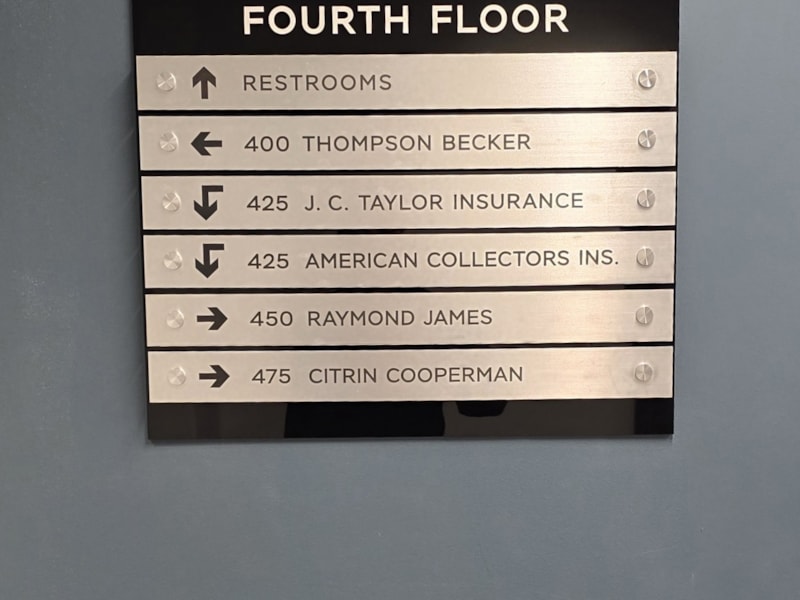 FOURTH FLOOR
RESTROOMS
400 THOMPSON BECKER
425 J. C. TAYLOR INSURANCE
425 AMERICAN COLLECTORS INS.
450 RAYMOND JAMES
475 CITRIN COOPERMAN